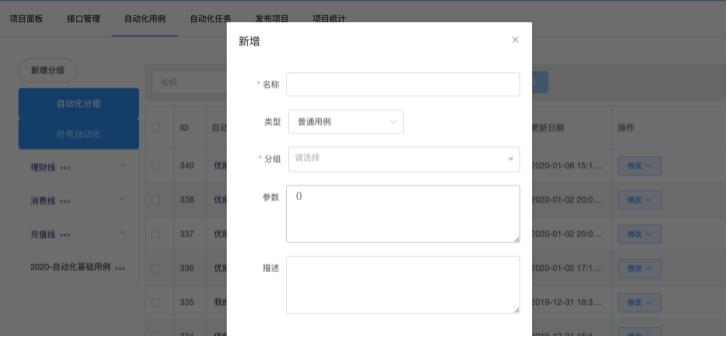 项目面板 接口管理 自动化用例 自动化任务 发布项目 项目统计
新增 ×
新增分组
名称
* 名称
自动化分组
类型 普通用例
所有自动化
ID 自动 更新日期 操作
* 分组 请选择
理财线 ••• 340 优 2020-01-06 15:1... 修改
参数 {}
消费线 ••• 338 优 2020-01-02 20:0... 修改
充值线 ••• 337 优 2020-01-02 20:0... 修改
2020-自动化基础用例 ••• 336 优 2020-01-02 17:1... 修改
描述
335 我的 2019-12-31 18:3... 修改